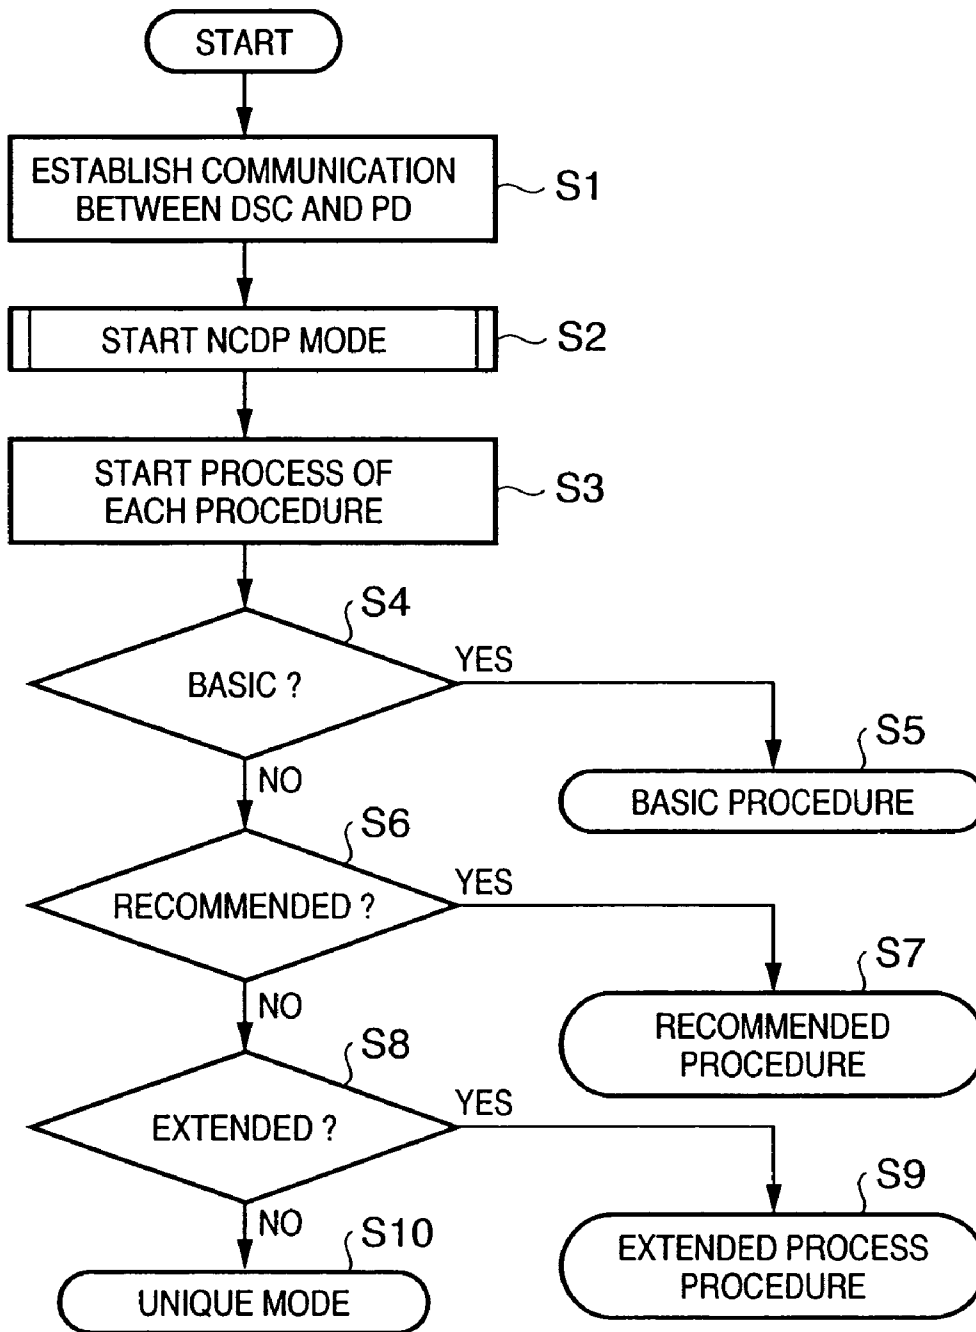 START
ESTABLISH COMMUNICATION
BETWEEN DSC AND PD
S1
START NCDP MODE
S2
START PROCESS OF
EACH PROCEDURE
S3
S4
BASIC ?
YES
NO
S5
BASIC PROCEDURE
S6
RECOMMENDED ?
YES
NO
S7
RECOMMENDED
PROCEDURE
S8
EXTENDED ?
YES
NO
S9
EXTENDED PROCESS
PROCEDURE
S10
UNIQUE MODE